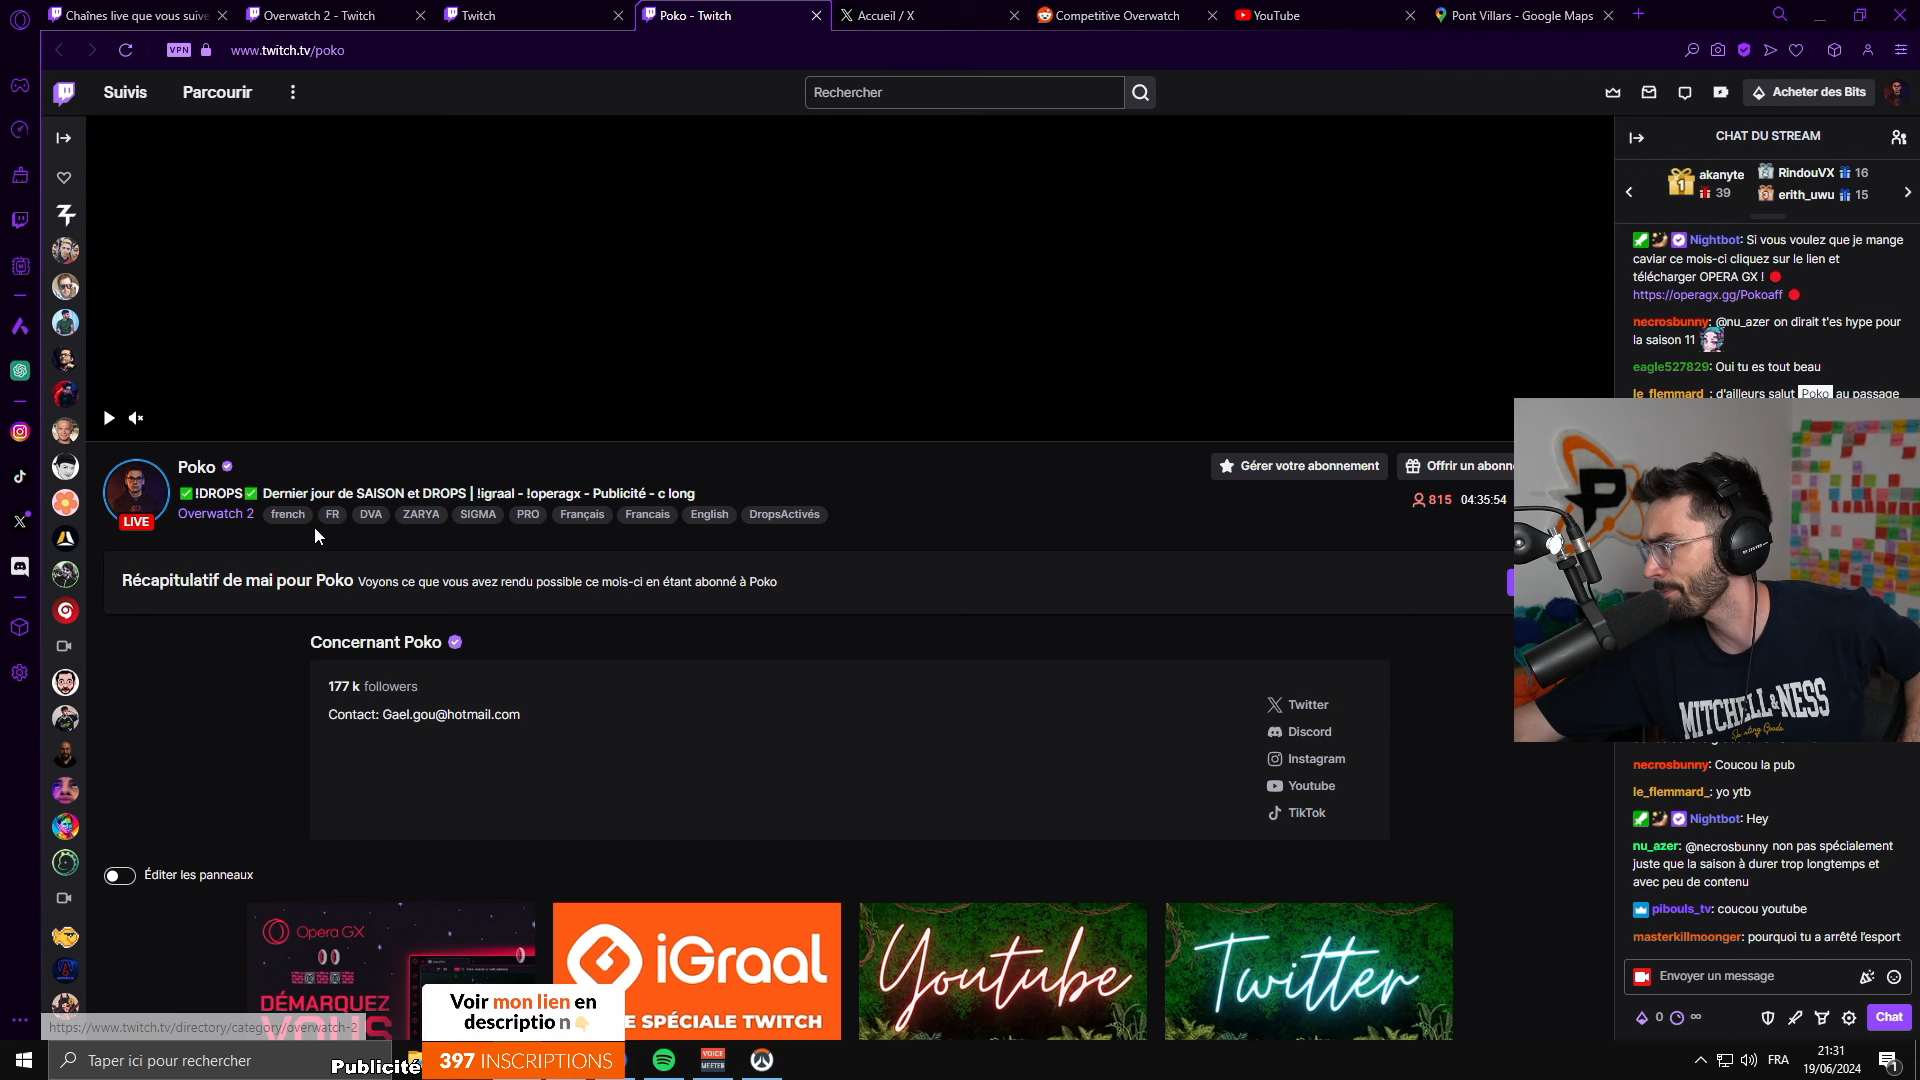 Chaînes live que vous suive
Overwatch 2 - Twitch
Twitch
Poko - Twitch
Accueil / X
Competitive Overwatch
YouTube
Pont Villars - Google Maps
VPN
www.twitch.tv/poko
Suivis
Parcourir
Rechercher
Acheter des Bits
CHAT DU STREAM
1
akanyte
39
RindouVX 16
erith_uwu 15
Nightbot: Si vous voulez que je mange
caviar ce mois-ci cliquez sur le lien et
télécharger OPERA GX !
https://operagx.gg/Pokoaff
necrosbunny: @nu_azer on dirait t'es hype pour
la saison 11
eagle527829: Oui tu es tout beau
le_flemmard_: d'ailleurs salut Poko au passage
Poko
LIVE
!DROPS Dernier jour de SAISON et DROPS | !igraal - !operagx - Publicité - c long
Overwatch 2
french
FR
DVA
ZARYA
SIGMA
PRO
Français
Francais
English
DropsActivés
Gérer votre abonnement
Offrir un abonne
815
04:35:54
Récapitulatif de mai pour Poko Voyons ce que vous avez rendu possible ce mois-ci en étant abonné à Poko
Concernant Poko
177 k followers
Contact: Gael.gou@hotmail.com
Twitter
Discord
Instagram
Youtube
TikTok
MITCHELL & NESS
Sporting Goods
necrosbunny: Coucou la pub
le_flemmard_: yo ytb
Nightbot: Hey
nu_azer: @necrosbunny non pas spécialement
juste que la saison à durer trop longtemps et
avec peu de contenu
pibouls_tv: coucou youtube
masterkillmoonger: pourquoi tu a arrêté l'esport
Envoyer un message
0
Chat
Éditer les panneaux
Opera GX
DÉMARQUEZ
iGraal
E SPÉCIALE TWITCH
Youtube
Twitter
Voir mon lien en
description
397 INSCRIPTIONS
Publicité
https://www.twitch.tv/directory/category/overwatch-2
Taper ici pour rechercher
VOICE
MEETER
FRA
21:31
19/06/2024
1